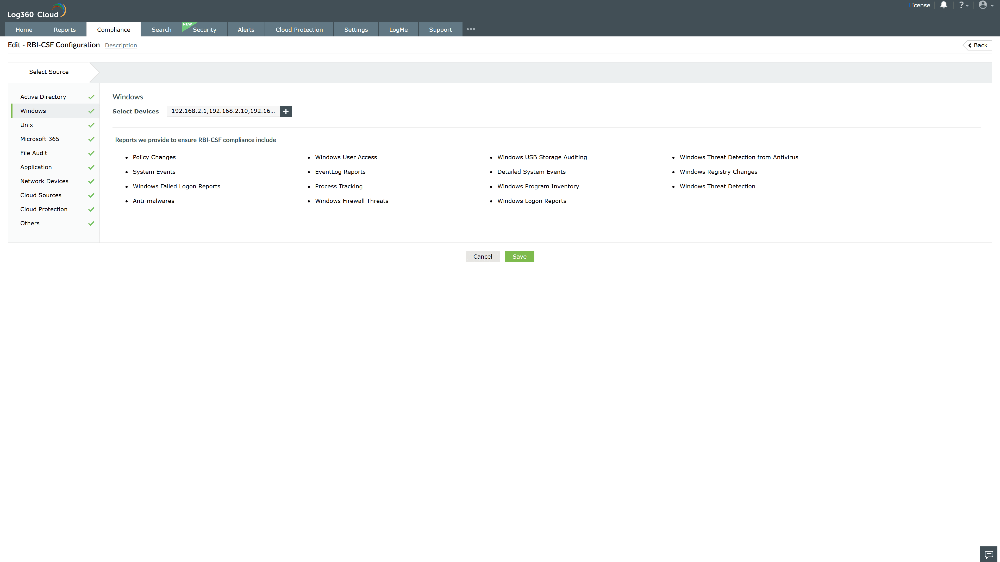 Log360 Cloud
License
?
Home Reports Compliance Search NEW Security Alerts Cloud Protection Settings LogMe Support
Edit - RBI-CSF Configuration Description
Back
Select Source
Active Directory
Windows
Unix
Microsoft 365
File Audit
Application
Network Devices
Cloud Sources
Cloud Protection
Others
Windows
Select Devices 192.168.2.1,192.168.2.10,192.16... +
Reports we provide to ensure RBI-CSF compliance include
• Policy Changes • Windows User Access • Windows USB Storage Auditing • Windows Threat Detection from Antivirus
• System Events • EventLog Reports • Detailed System Events • Windows Registry Changes
• Windows Failed Logon Reports • Process Tracking • Windows Program Inventory • Windows Threat Detection
• Anti-malwares • Windows Firewall Threats • Windows Logon Reports
Cancel Save